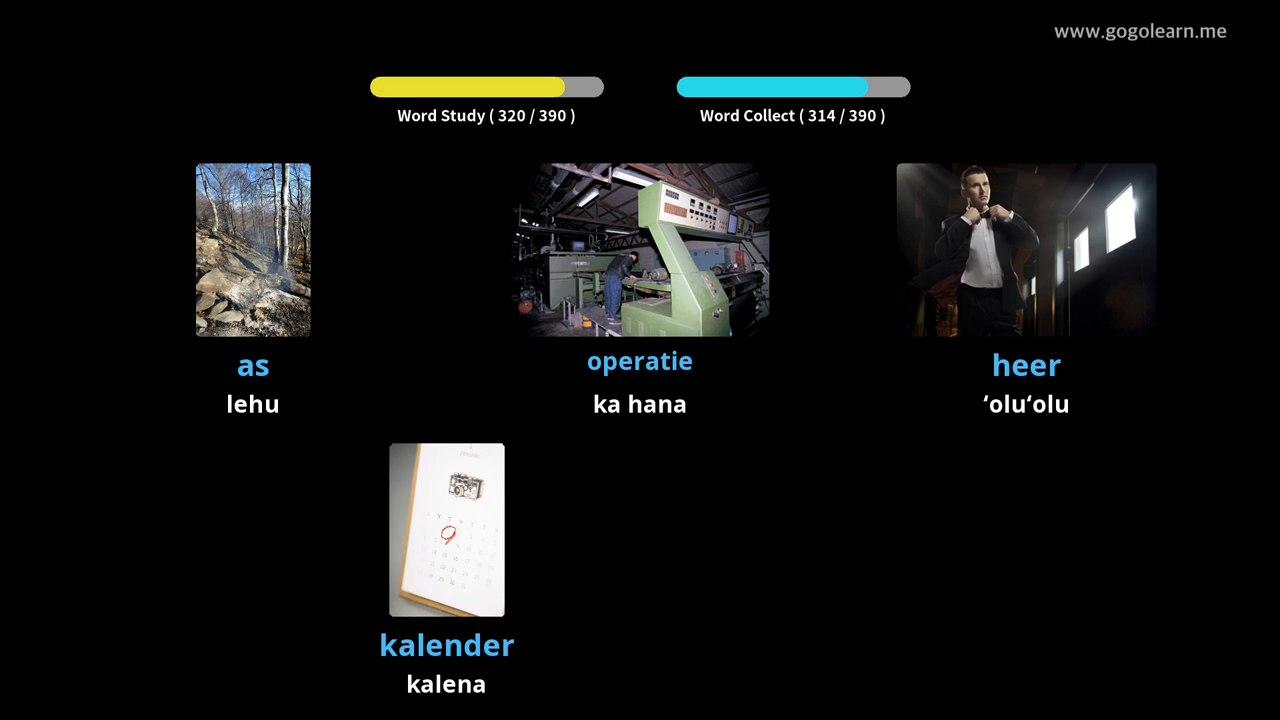 www.gogolearn.me
Word Study ( 320 / 390 )
Word Collect ( 314 / 390 )
as
operatie
heer
lehu
ka hana
ʻoluʻolu
kalender
kalena